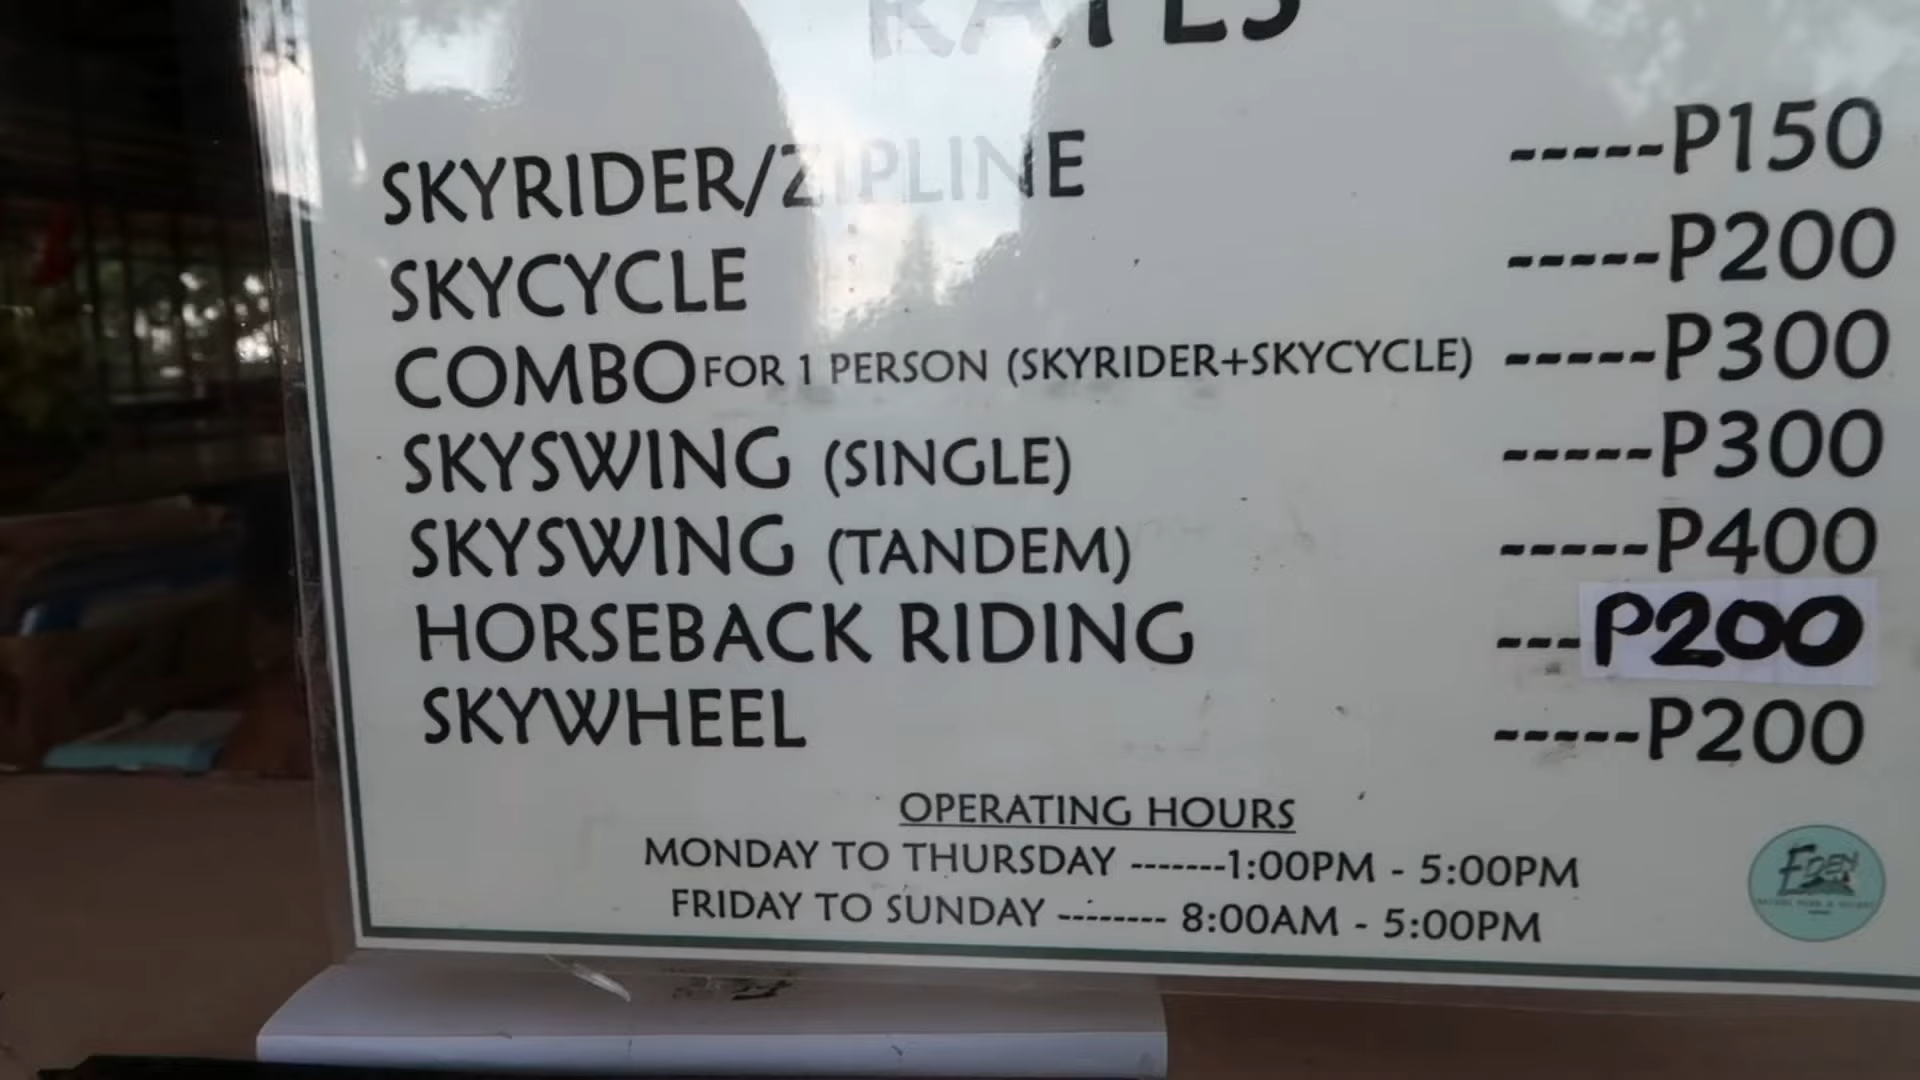 RATES
SKYRIDER/ZIPLINE -----P150
SKYCYCLE -----P200
COMBO FOR 1 PERSON (SKYRIDER+SKYCYCLE) -----P300
SKYSWING (SINGLE) -----P300
SKYSWING (TANDEM) -----P400
HORSEBACK RIDING ---P200
SKYWHEEL -----P200
OPERATING HOURS
MONDAY TO THURSDAY -------1:00PM - 5:00PM
FRIDAY TO SUNDAY -------- 8:00AM - 5:00PM
EDEN